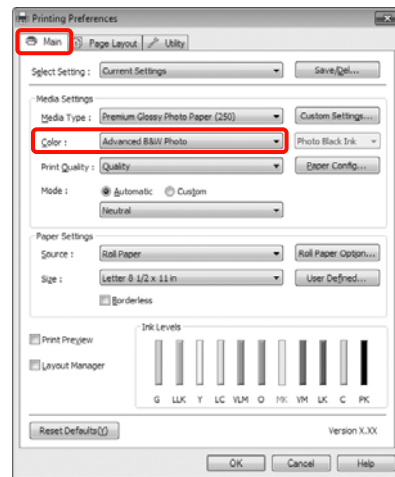 Printing Preferences
Main Page Layout Utility
Select Setting : Current Settings Save/Del...
Media Settings
Media Type : Premium Glossy Photo Paper (250) Custom Settings...
Color : Advanced B&W Photo Photo Black Ink
Print Quality : Quality Paper Config...
Mode : Automatic Custom
Neutral
Paper Settings
Source : Roll Paper Roll Paper Option...
Size : Letter 8 1/2 x 11 in User Defined...
Borderless
Ink Levels
Print Preview
Layout Manager
G LLK Y LC VLM O MK VM LK C PK
Reset Defaults(Y) Version X.XX
OK Cancel Help